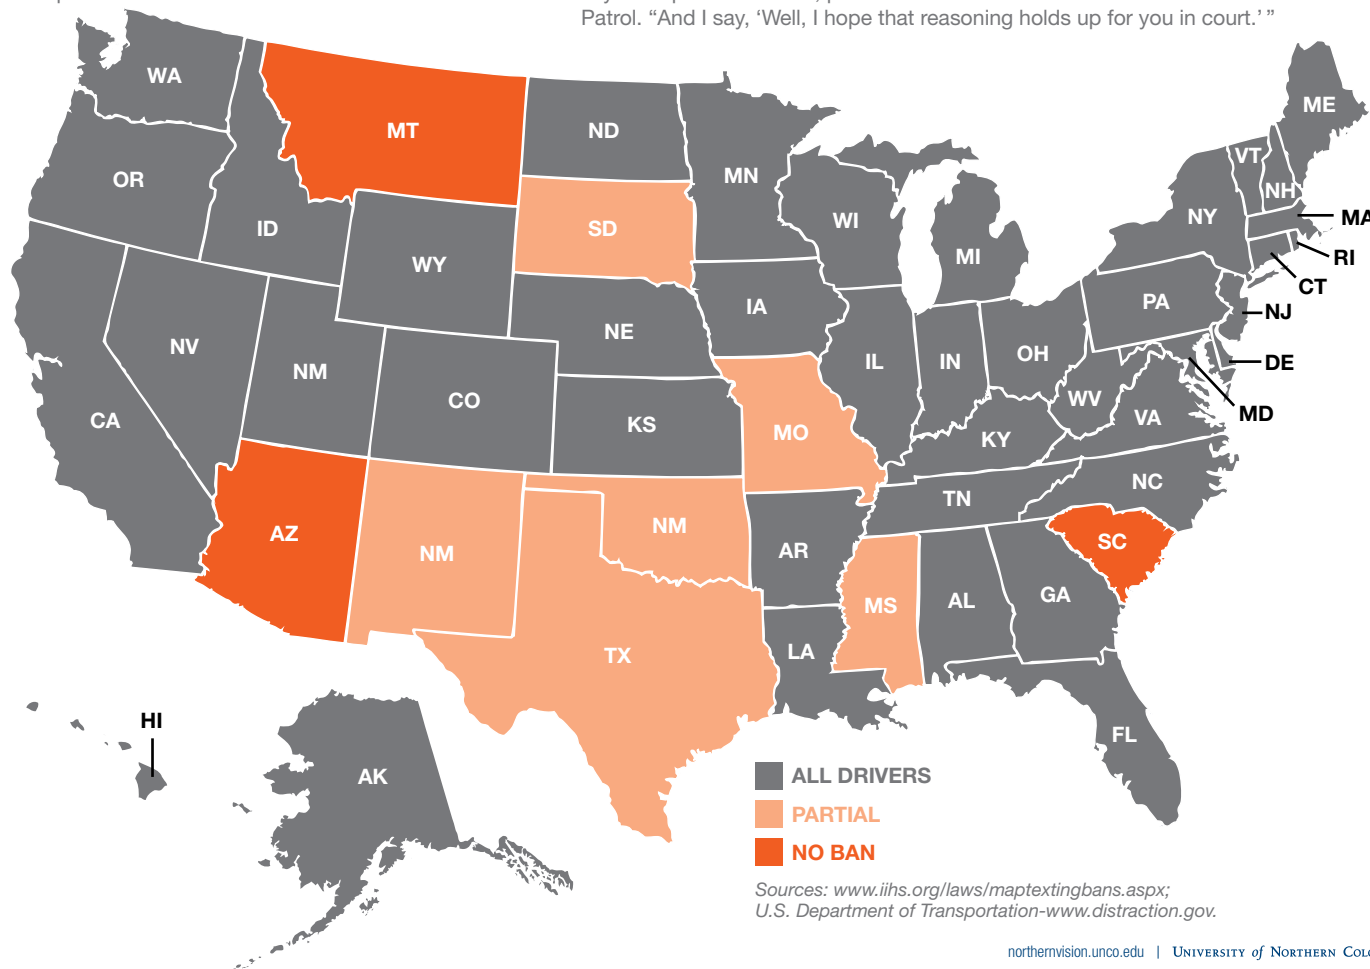 Patrol. “And I say, ‘Well, I hope that reasoning holds up for you in court.’ ”
WA
MT
ND
MN
ME
OR
ID
SD
WI
MI
VT
NH
NY
MA
RI
CT
WY
IA
NE
PA
NJ
NV
NM
CO
IL
IN
OH
DE
CA
KS
MO
WV
VA
MD
KY
AZ
NM
NM
AR
TN
NC
SC
MS
AL
GA
TX
LA
HI
AK
FL
ALL DRIVERS
PARTIAL
NO BAN
Sources: www.iihs.org/laws/maptextingbans.aspx;
U.S. Department of Transportation-www.distraction.gov.
northernvision.unco.edu | UNIVERSITY of NORTHERN